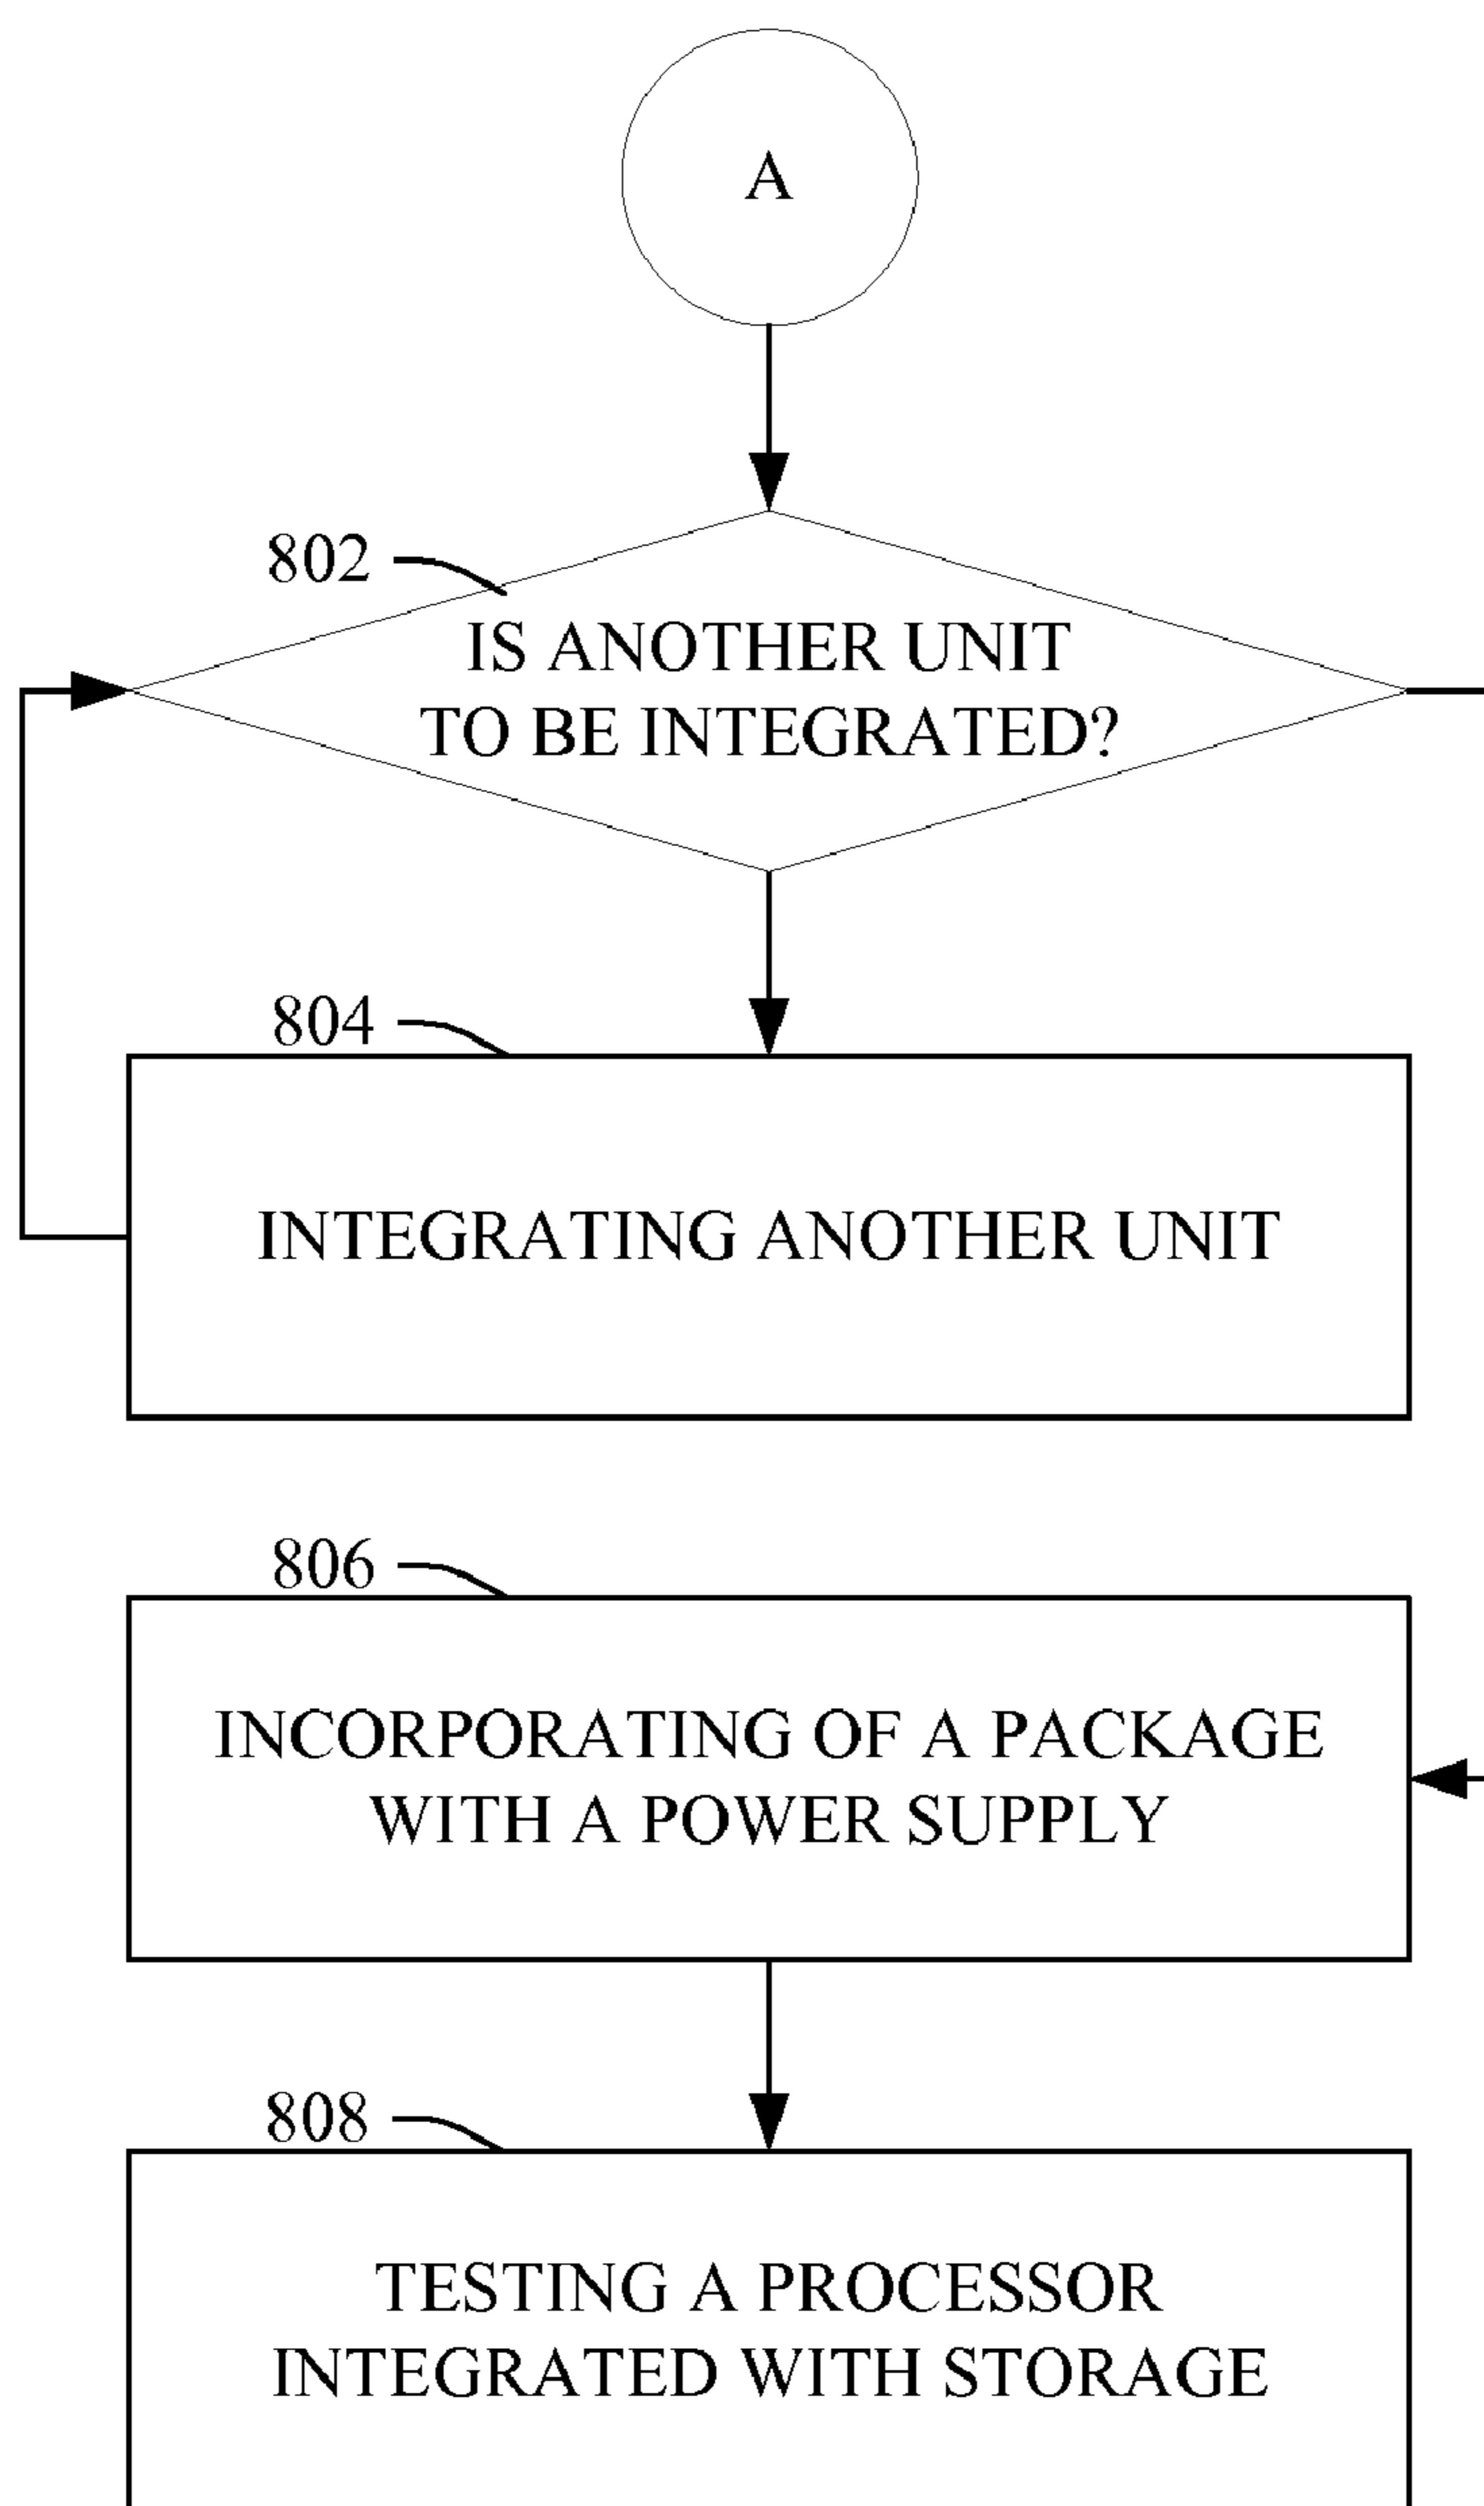 A
802
IS ANOTHER UNIT
TO BE INTEGRATED?
804
INTEGRATING ANOTHER UNIT
806
INCORPORATING OF A PACKAGE
WITH A POWER SUPPLY
808
TESTING A PROCESSOR
INTEGRATED WITH STORAGE